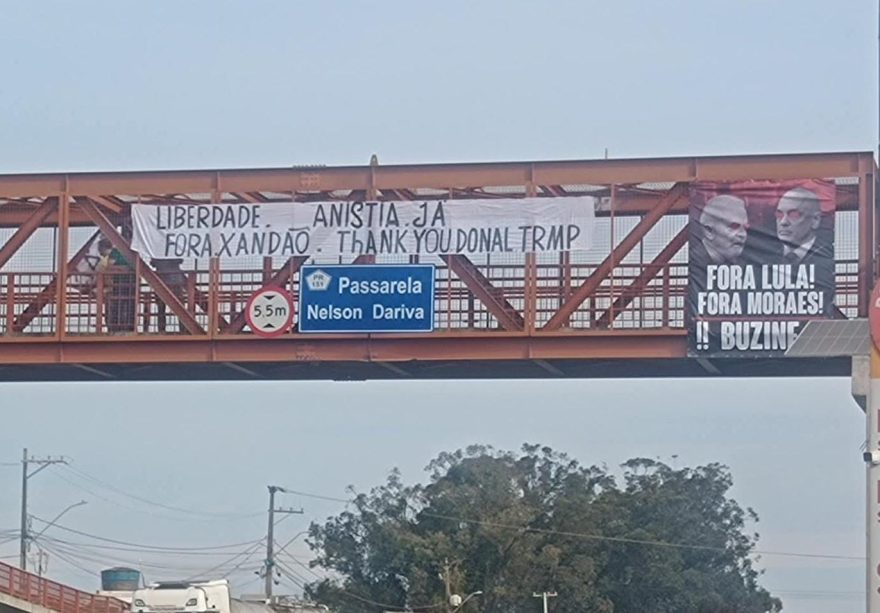 LIBERDADE. _ ANISTIA.JÁ
FORA XANDÃO. ThANK YOU DONAL TRMP
PR
151
Passarela
Nelson Dariva
5.5m
FORA LULA!
FORA MORAES!
!! BUZINE